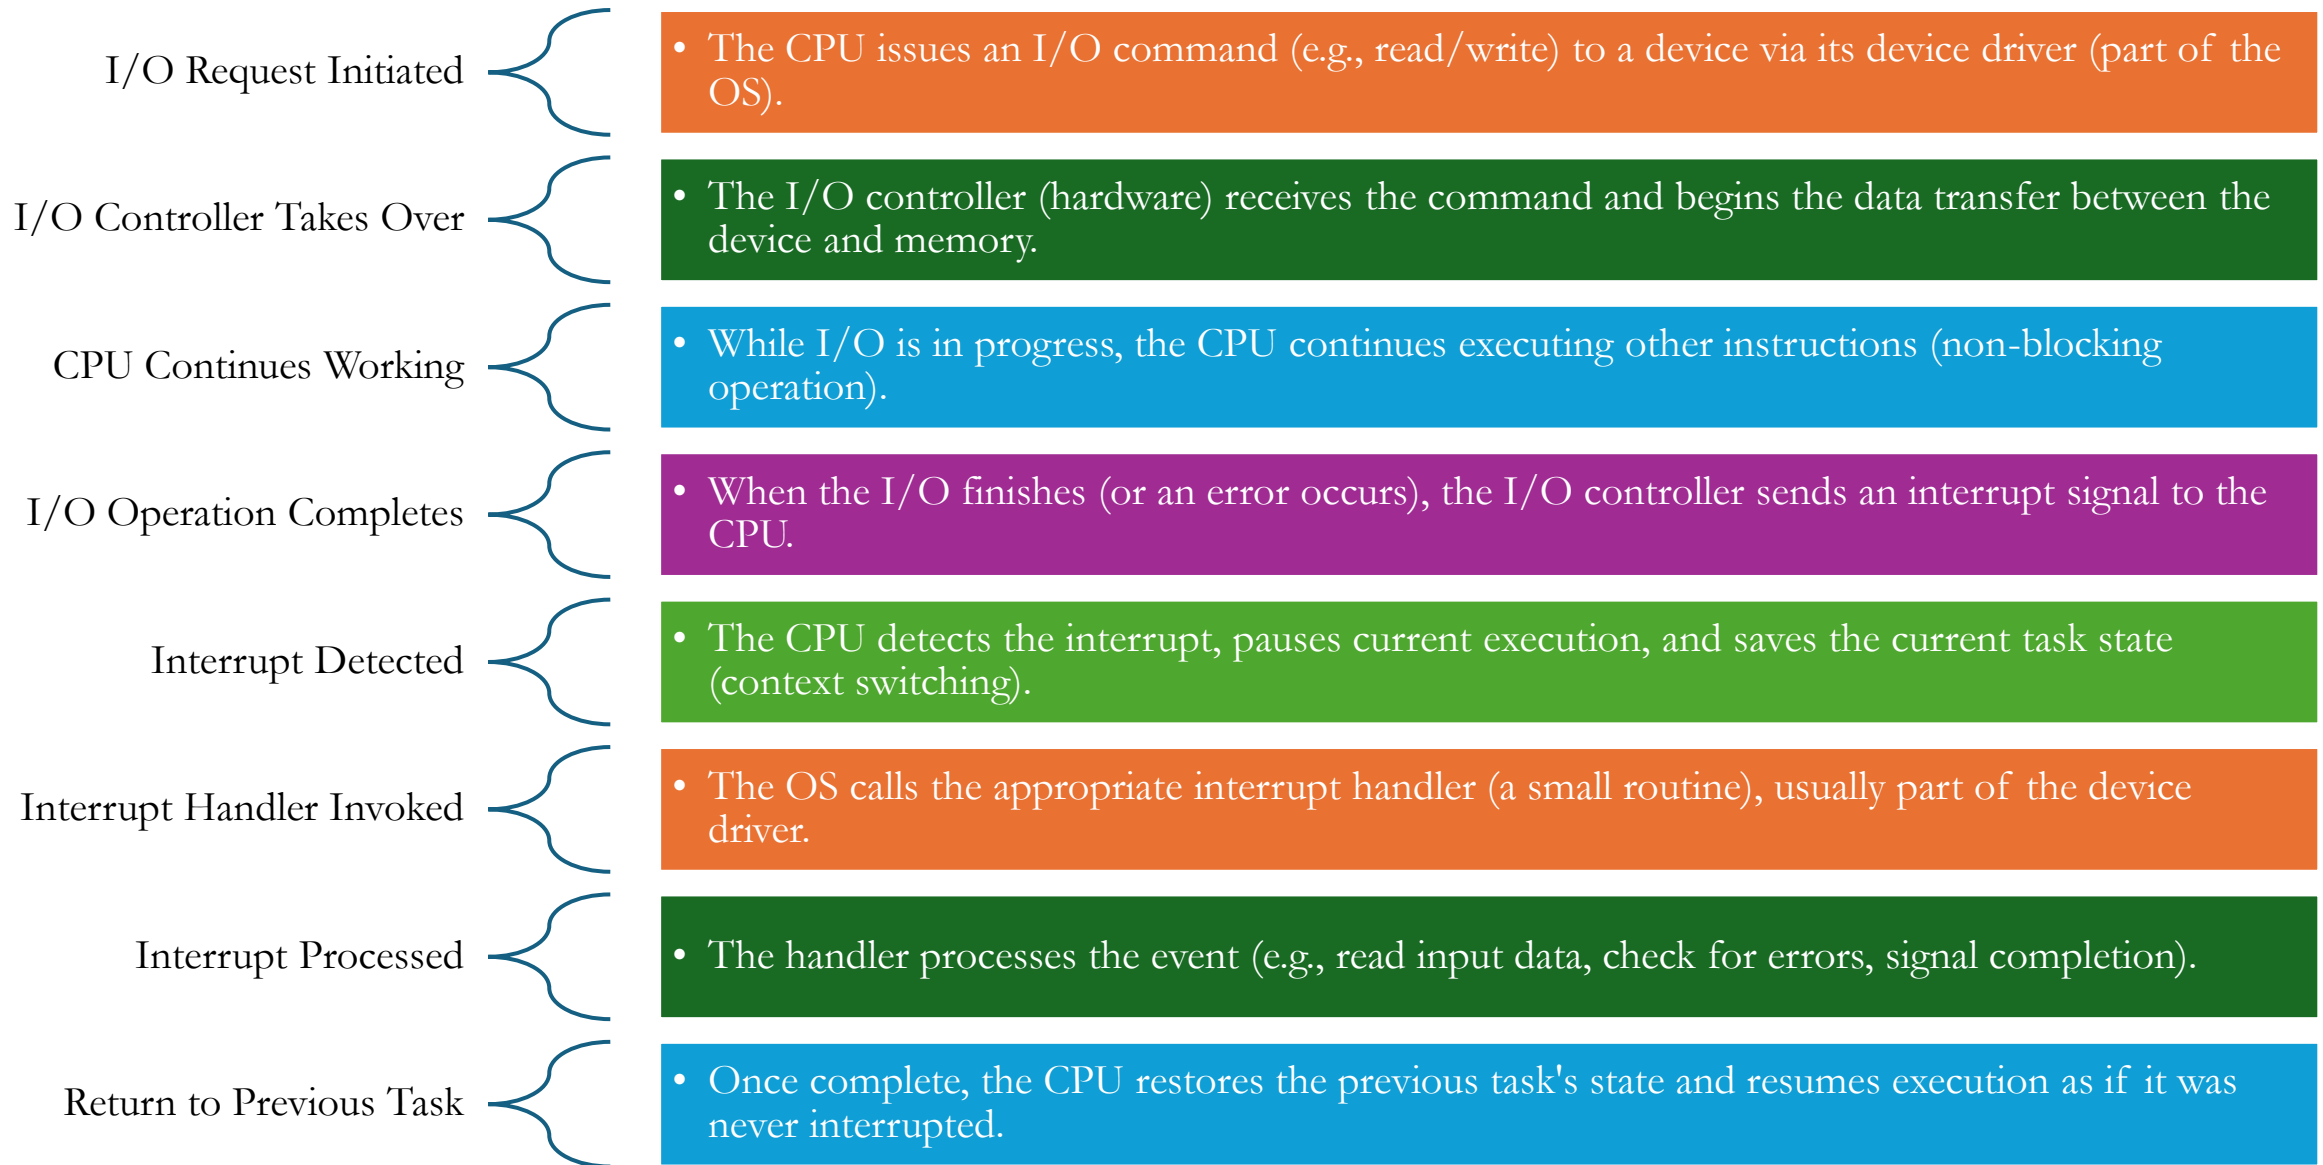 I/O Request Initiated
• The CPU issues an I/O command (e.g., read/write) to a device via its device driver (part of the
OS).
I/O Controller Takes Over
• The I/O controller (hardware) receives the command and begins the data transfer between the
device and memory.
CPU Continues Working
• While I/O is in progress, the CPU continues executing other instructions (non-blocking
operation).
I/O Operation Completes
• When the I/O finishes (or an error occurs), the I/O controller sends an interrupt signal to the
CPU.
Interrupt Detected
• The CPU detects the interrupt, pauses current execution, and saves the current task state
(context switching).
Interrupt Handler Invoked
• The OS calls the appropriate interrupt handler (a small routine), usually part of the device
driver.
Interrupt Processed
• The handler processes the event (e.g., read input data, check for errors, signal completion).
Return to Previous Task
• Once complete, the CPU restores the previous task's state and resumes execution as if it was
never interrupted.